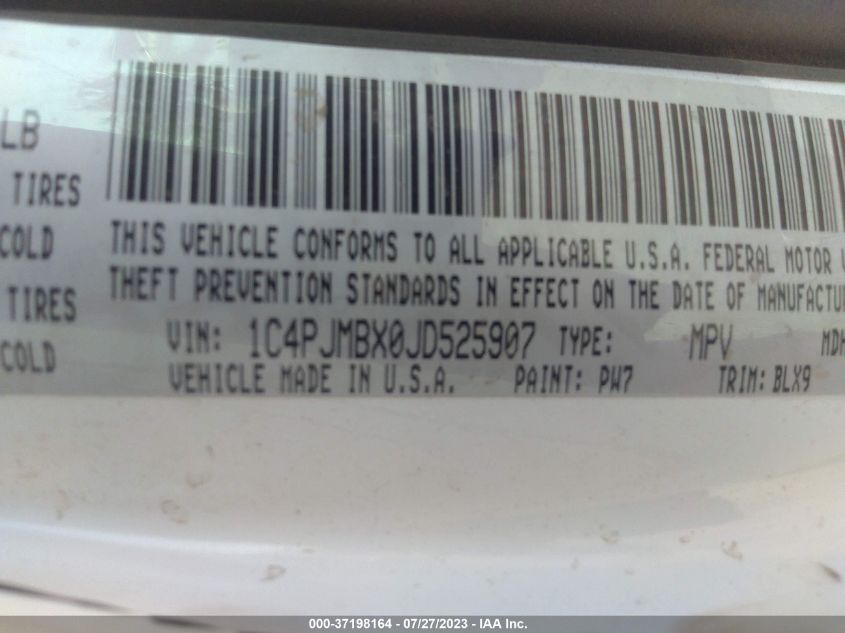 LB
TIRES
COLD
TIRES
COLD
THIS VEHICLE CONFORMS TO ALL APPLICABLE U.S.A. FEDERAL MOTOR V
THEFT PREVENTION STANDARDS IN EFFECT ON THE DATE OF MANUFACTU
VIN: 1C4PJMBX0JD525907 TYPE: MPV MDH
VEHICLE MADE IN U.S.A. PAINT: PW7 TRIM: BLX9
000-37198164 - 07/27/2023 - IAA Inc.